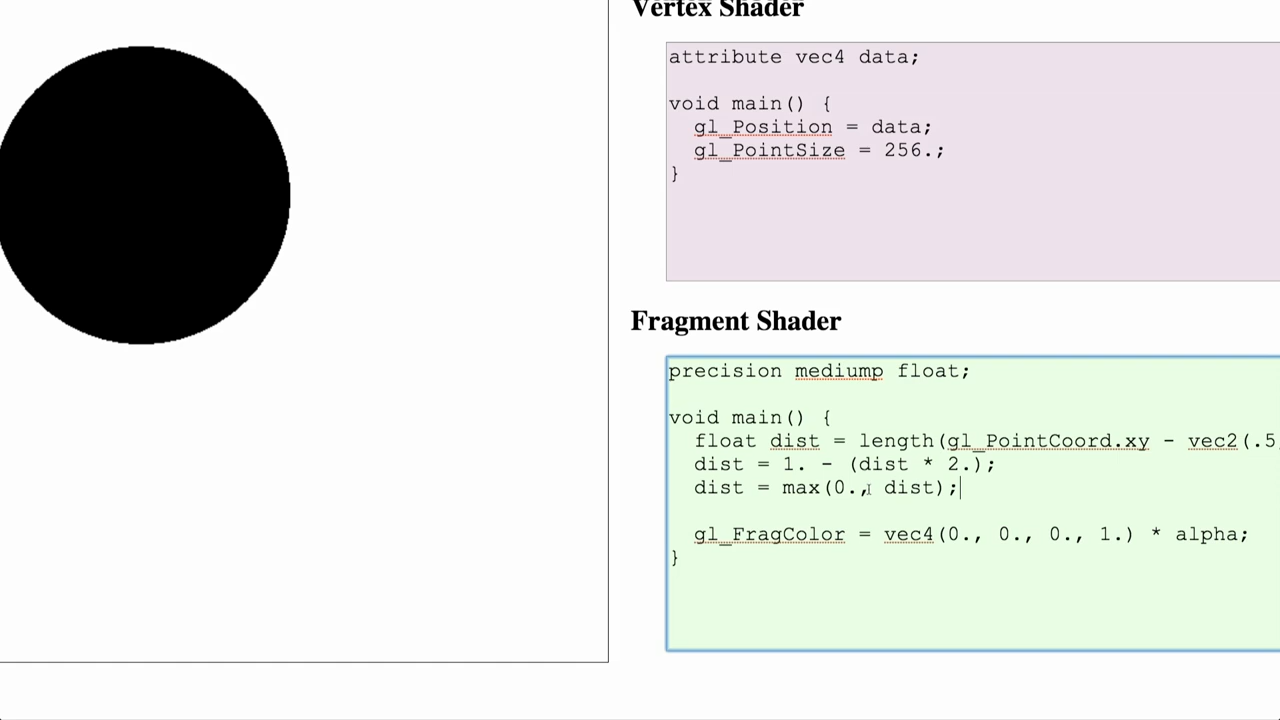 Vertex Shader
attribute vec4 data;
void main() {
gl_Position = data;
gl_PointSize = 256.;
}
Fragment Shader
precision mediump float;
void main() {
float dist = length(gl_PointCoord.xy - vec2(.5,
dist = 1. - (dist * 2.);
dist = max(0., dist);
gl_FragColor = vec4(0., 0., 0., 1.) * alpha;
}